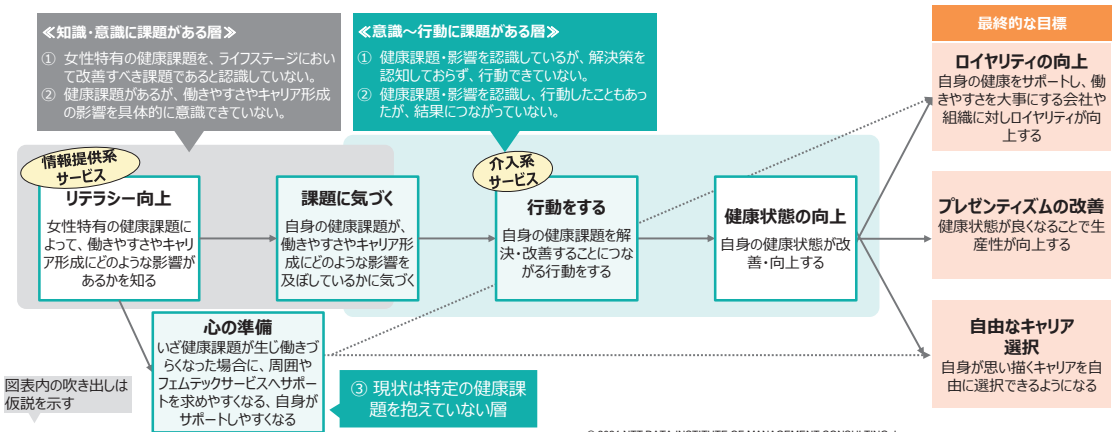 ≪知識・意識に課題がある層≫
① 女性特有の健康課題を、ライフステージにおい
て改善すべき課題であると認識していない。
② 健康課題があるが、働きやすさやキャリア形成
の影響を具体的に意識できていない。
≪意識～行動に課題がある層≫
① 健康課題・影響を認識しているが、解決策を
認知しておらず、行動できていない。
② 健康課題・影響を認識し、行動したこともあっ
たが、結果につながっていない。
最終的な目標
ロイヤリティの向上
自身の健康をサポートし、働
きやすさを大事にする会社や
組織に対しロイヤリティが向
上する
情報提供系
サービス
リテラシー向上
女性特有の健康課題に
よって、働きやすさやキャリ
ア形成にどのような影響が
あるかを知る
課題に気づく
自身の健康課題が、
働きやすさやキャリア形
成にどのような影響を
及ぼしているかに気づく
介入系
サービス
行動をする
自身の健康課題を解
決・改善することにつな
がる行動をする
健康状態の向上
自身の健康状態が改
善・向上する
プレゼンティズムの改善
健康状態が良くなることで生
産性が向上する
心の準備
いざ健康課題が生じ働きづ
らくなった場合に、周囲や
フェムテックサービスへサポー
トを求めやすくなる、自身が
サポートしやすくなる
③ 現状は特定の健康課
題を抱えていない層
自由なキャリア
選択
自身が思い描くキャリアを自
由に選択できるようになる
図表内の吹き出しは
仮説を示す